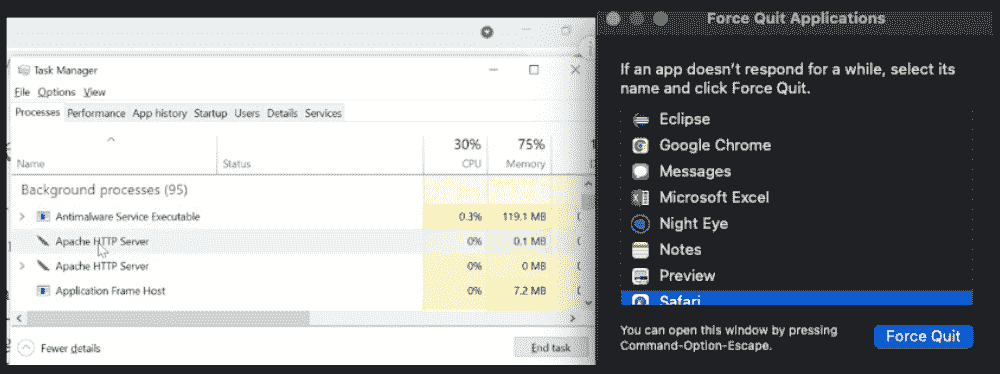 Task Manager
File Options View
Processes Performance App history Startup Users Details Services
30% 75%
Name Status CPU Memory
Background processes (95)
Antimalware Service Executable 0.3% 119.1 MB
Apache HTTP Server 0% 0.1 MB
Apache HTTP Server 0% 0 MB
Application Frame Host 0% 7.2 MB
Fewer details End task
Force Quit Applications
If an app doesn't respond for a while, select its
name and click Force Quit.
Eclipse
Google Chrome
Messages
Microsoft Excel
Night Eye
Notes
Preview
Safari
You can open this window by pressing
Command-Option-Escape.
Force Quit